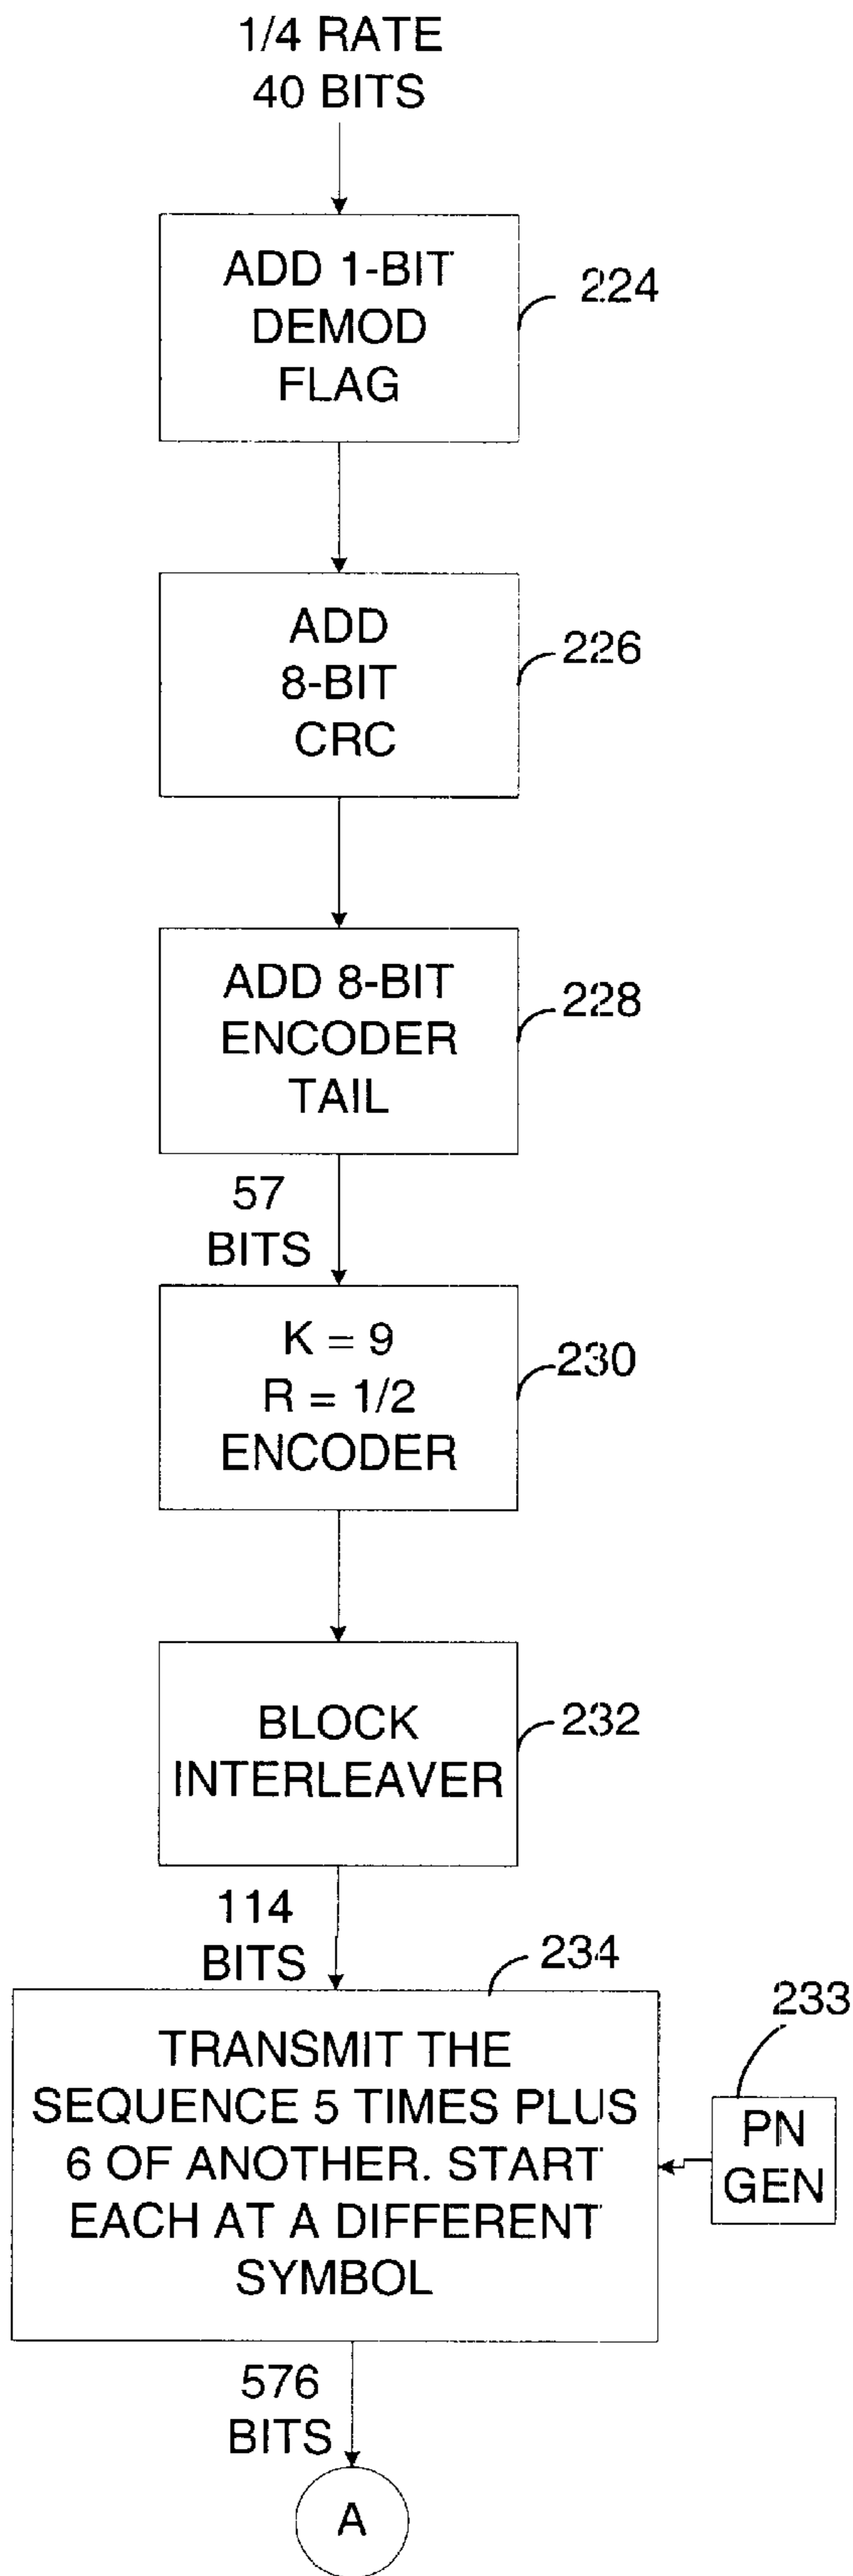 1/4 RATE
40 BITS
ADD 1-BIT
DEMOD
FLAG
224
ADD
8-BIT
CRC
226
ADD 8-BIT
ENCODER
TAIL
228
57
BITS
K = 9
R = 1/2
ENCODER
230
BLOCK
INTERLEAVER
232
114
BITS
234
233
TRANSMIT THE
SEQUENCE 5 TIMES PLUS
6 OF ANOTHER. START
EACH AT A DIFFERENT
SYMBOL
PN
GEN
576
BITS
A